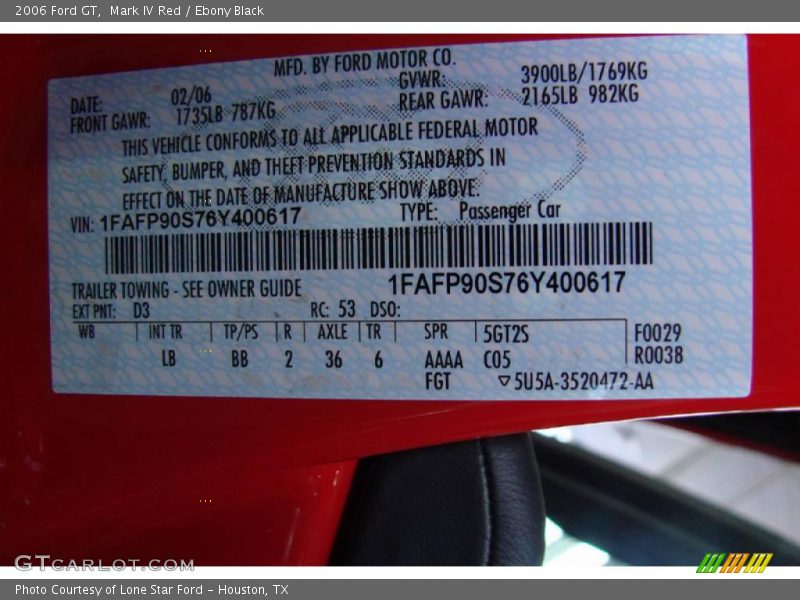 2006 Ford GT,  Mark IV Red / Ebony Black
MFD. BY FORD MOTOR CO.
DATE: 02/06 GVWR: 3900LB/1769KG
FRONT GAWR: 1735LB 787KG REAR GAWR: 2165LB 982KG
THIS VEHICLE CONFORMS TO ALL APPLICABLE FEDERAL MOTOR
SAFETY, BUMPER, AND THEFT PREVENTION STANDARDS IN
EFFECT ON THE DATE OF MANUFACTURE SHOW ABOVE:
VIN: 1FAFP90S76Y400617 TYPE: Passenger Car
1FAFP90S76Y400617
TRAILER TOWING - SEE OWNER GUIDE
EXT PNT: D3 RC: 53 DSO:
WB INT TR TP/PS R AXLE TR SPR 5GT2S F0029
LB BB 2 36 6 AAAA C05 R0038
FGT ▽5U5A-3520472-AA
GTCARLOT.COM
Photo Courtesy of Lone Star Ford - Houston, TX